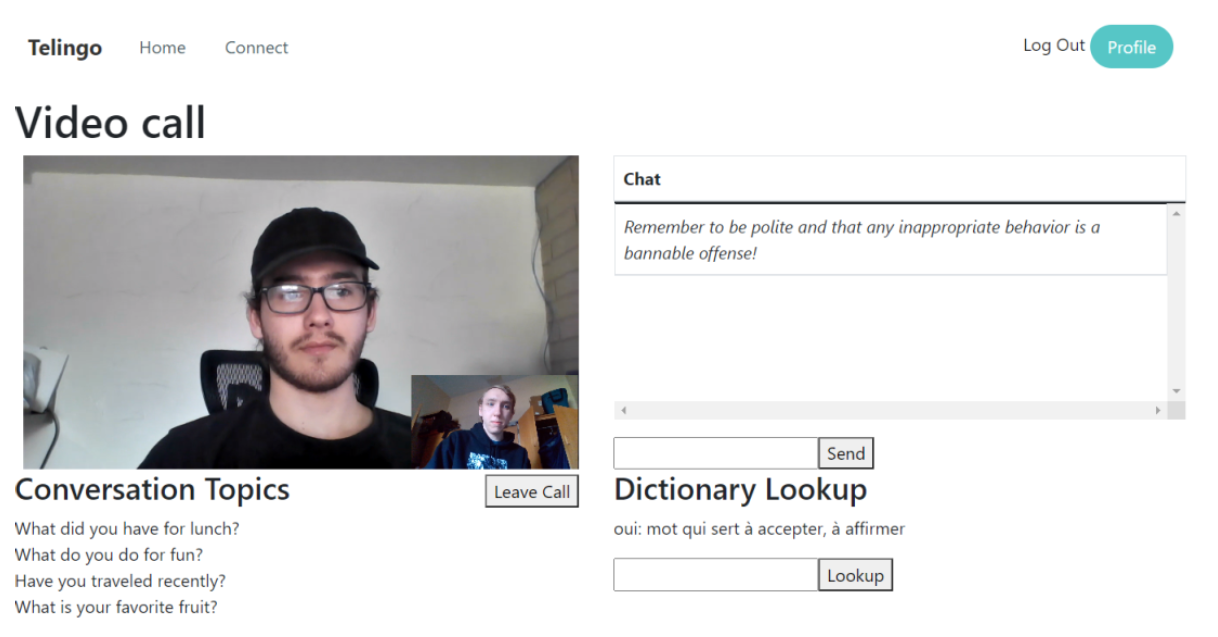 Telingo Home Connect Log Out Profile
Video call
Chat
Remember to be polite and that any inappropriate behavior is a
bannable offense!
Send
Conversation Topics
Leave Call
What did you have for lunch?
What do you do for fun?
Have you traveled recently?
What is your favorite fruit?
Dictionary Lookup
oui: mot qui sert à accepter, à affirmer
Lookup